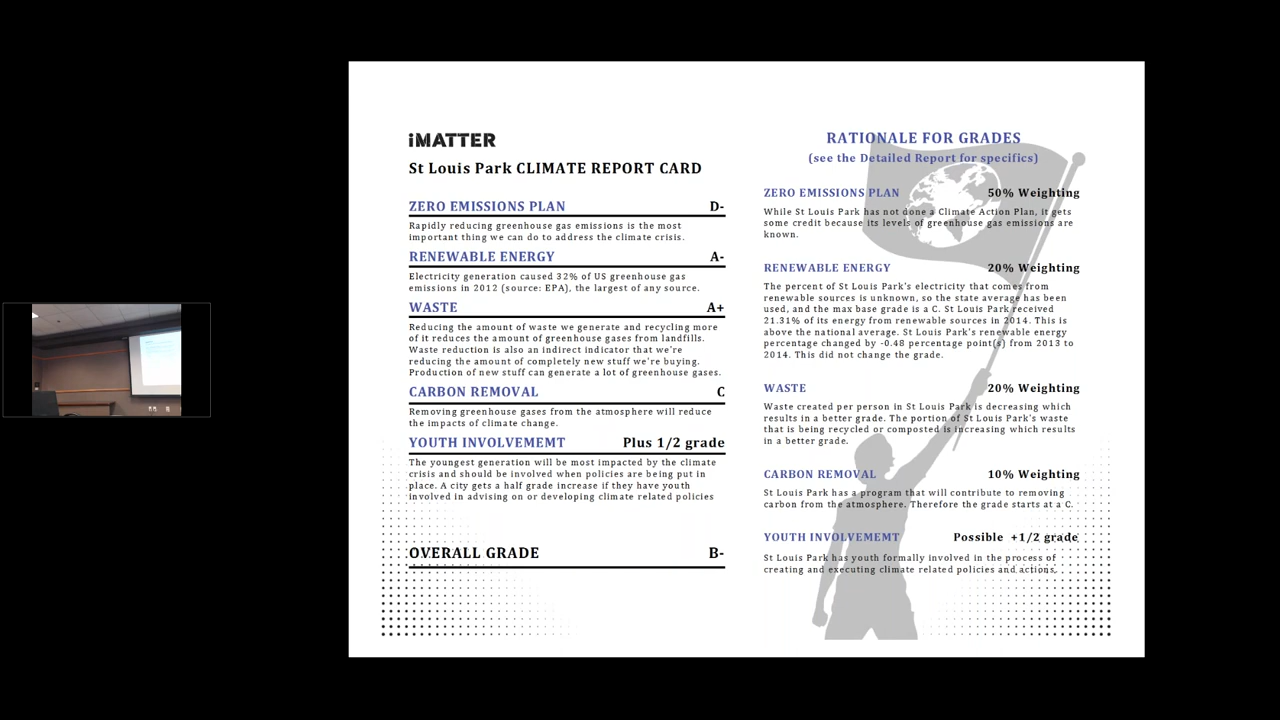 iMATTER
St Louis Park CLIMATE REPORT CARD
ZERO EMISSIONS PLAN D-
Rapidly reducing greenhouse gas emissions is the most
important thing we can do to address the climate crisis.
RENEWABLE ENERGY A-
Electricity generation caused 32% of US greenhouse gas
emissions in 2012 (source: EPA), the largest of any source.
WASTE A+
Reducing the amount of waste we generate and recycling more
of it reduces the amount of greenhouse gases from landfills.
Waste reduction is also an indirect indicator that we're
reducing the amount of completely new stuff we're buying.
Production of new stuff can generate a lot of greenhouse gases.
CARBON REMOVAL C
Removing greenhouse gases from the atmosphere will reduce
the impacts of climate change.
YOUTH INVOLVEMEMT Plus 1/2 grade
The youngest generation will be most impacted by the climate
crisis and should be involved when policies are being put in
place. A city gets a half grade increase if they have youth
involved in advising on or developing climate related policies
OVERALL GRADE B-
RATIONALE FOR GRADES
(see the Detailed Report for specifics)
ZERO EMISSIONS PLAN 50% Weighting
While St Louis Park has not done a Climate Action Plan, it gets
some credit because its levels of greenhouse gas emissions are
known.
RENEWABLE ENERGY 20% Weighting
The percent of St Louis Park's electricity that comes from
renewable sources is unknown, so the state average has been
used, and the max base grade is a C. St Louis Park received
21.31% of its energy from renewable sources in 2014. This is
above the national average. St Louis Park's renewable energy
percentage changed by -0.48 percentage point(s) from 2013 to
2014. This did not change the grade.
WASTE 20% Weighting
Waste created per person in St Louis Park is decreasing which
results in a better grade. The portion of St Louis Park's waste
that is being recycled or composted is increasing which results
in a better grade.
CARBON REMOVAL 10% Weighting
St Louis Park has a program that will contribute to removing
carbon from the atmosphere. Therefore the grade starts at a C.
YOUTH INVOLVEMEMT Possible +1/2 grade
St Louis Park has youth formally involved in the process of
creating and executing climate related policies and actions.